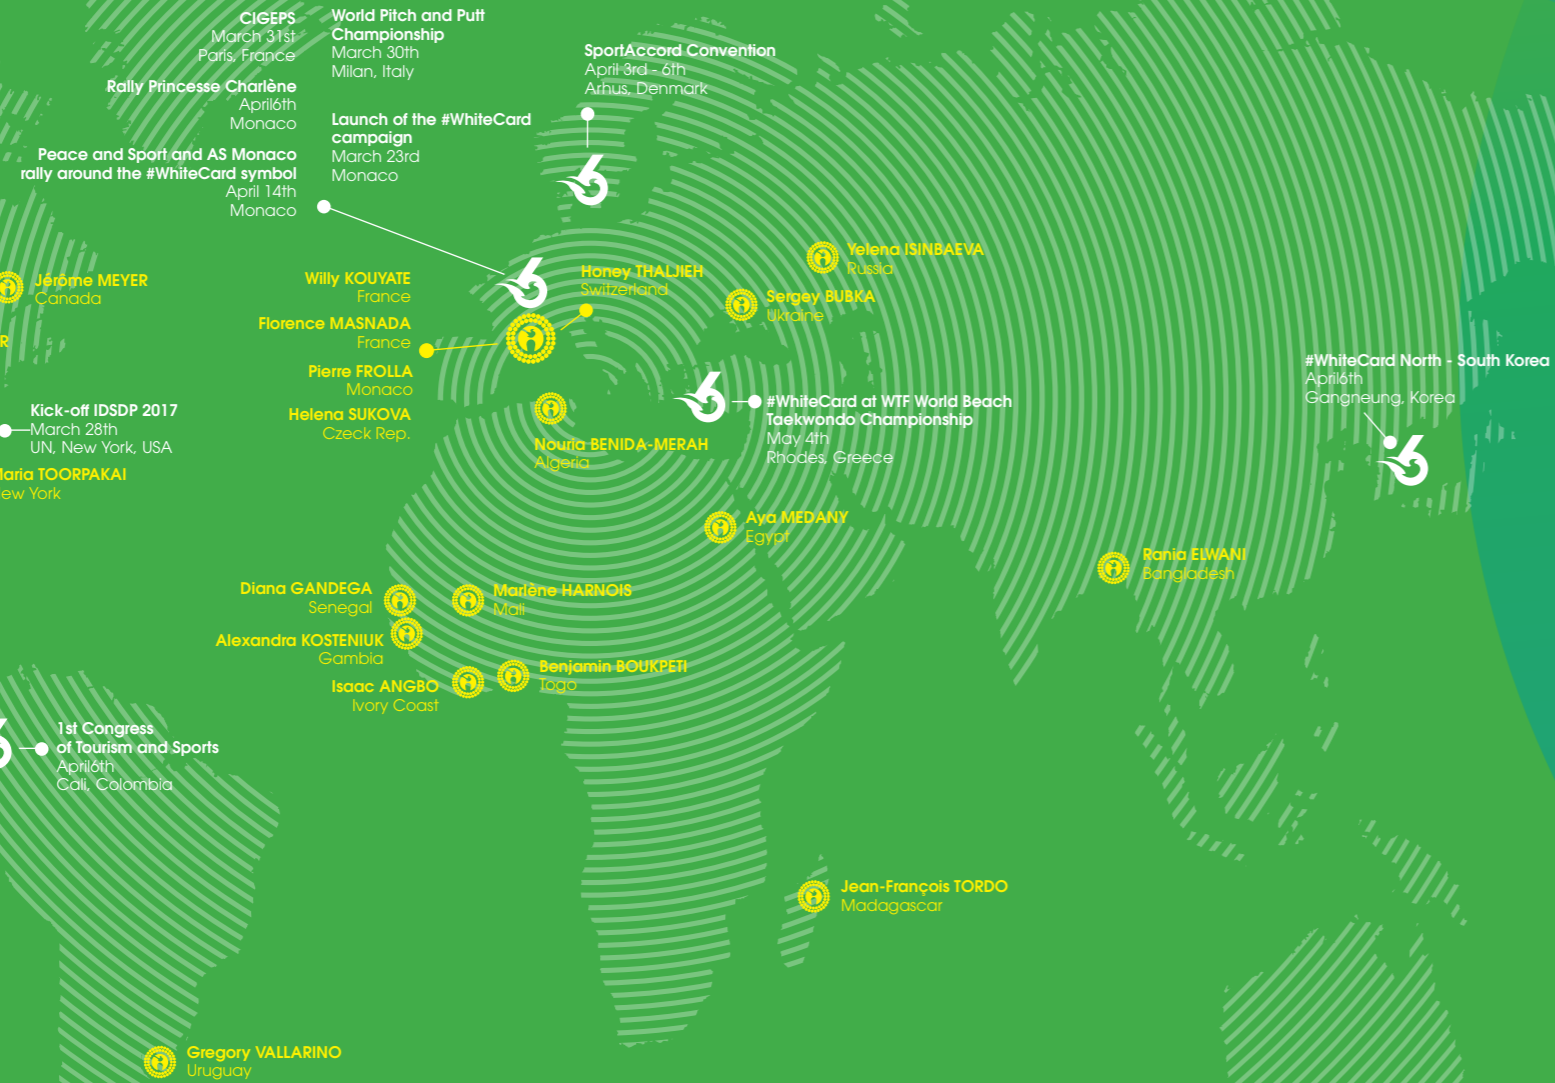 CIGEPS
March 31st
Paris, France
World Pitch and Putt
Championship
March 30th
Milan, Italy
SportAccord Convention
April 3rd - 6th
Arhus, Denmark
Rally Princesse Charlène
April6th
Monaco
Launch of the #WhiteCard
campaign
March 23rd
Monaco
Peace and Sport and AS Monaco
rally around the #WhiteCard symbol
April 14th
Monaco
Jérôme MEYER
Canada
R
Willy KOUYATE
France
Florence MASNADA
France
Pierre FROLLA
Monaco
Helena SUKOVA
Czeck Rep.
Honey THALJIEH
Switzerland
Yelena ISINBAEVA
Russia
Sergey BUBKA
Ukraine
#WhiteCard North - South Korea
April6th
Gangneung, Korea
Kick-off IDSDP 2017
March 28th
UN, New York, USA
aria TOORPAKAI
ew York
Nouria BENIDA-MERAH
Algeria
#WhiteCard at WTF World Beach
Taekwondo Championship
May 4th
Rhodes, Greece
Aya MEDANY
Egypt
Rania ELWANI
Bangladesh
Diana GANDEGA
Senegal
Marlène HARNOIS
Mali
Alexandra KOSTENIUK
Gambia
Isaac ANGBO
Ivory Coast
Benjamin BOUKPETI
Togo
1st Congress
of Tourism and Sports
April6th
Cali, Colombia
Jean-François TORDO
Madagascar
Gregory VALLARINO
Uruguay